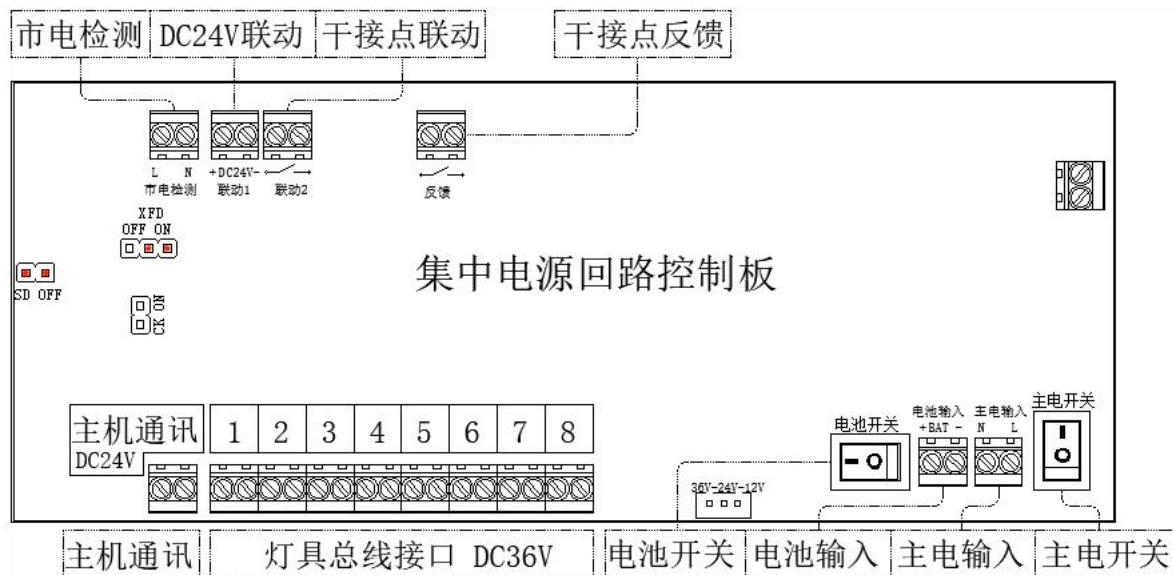 市电检测 DC24V联动 干接点联动 干接点反馈
L N +DC24V-
市电检测 联动1 联动2 反馈
XFD
OFF ON
集中电源回路控制板
SD OFF
CK ON
主机通讯 1 2 3 4 5 6 7 8
DC24V
电池开关 电池输入 主电输入 主电开关
+BAT - N L
36V-24V-12V
主机通讯 灯具总线接口 DC36V 电池开关 电池输入 主电输入 主电开关